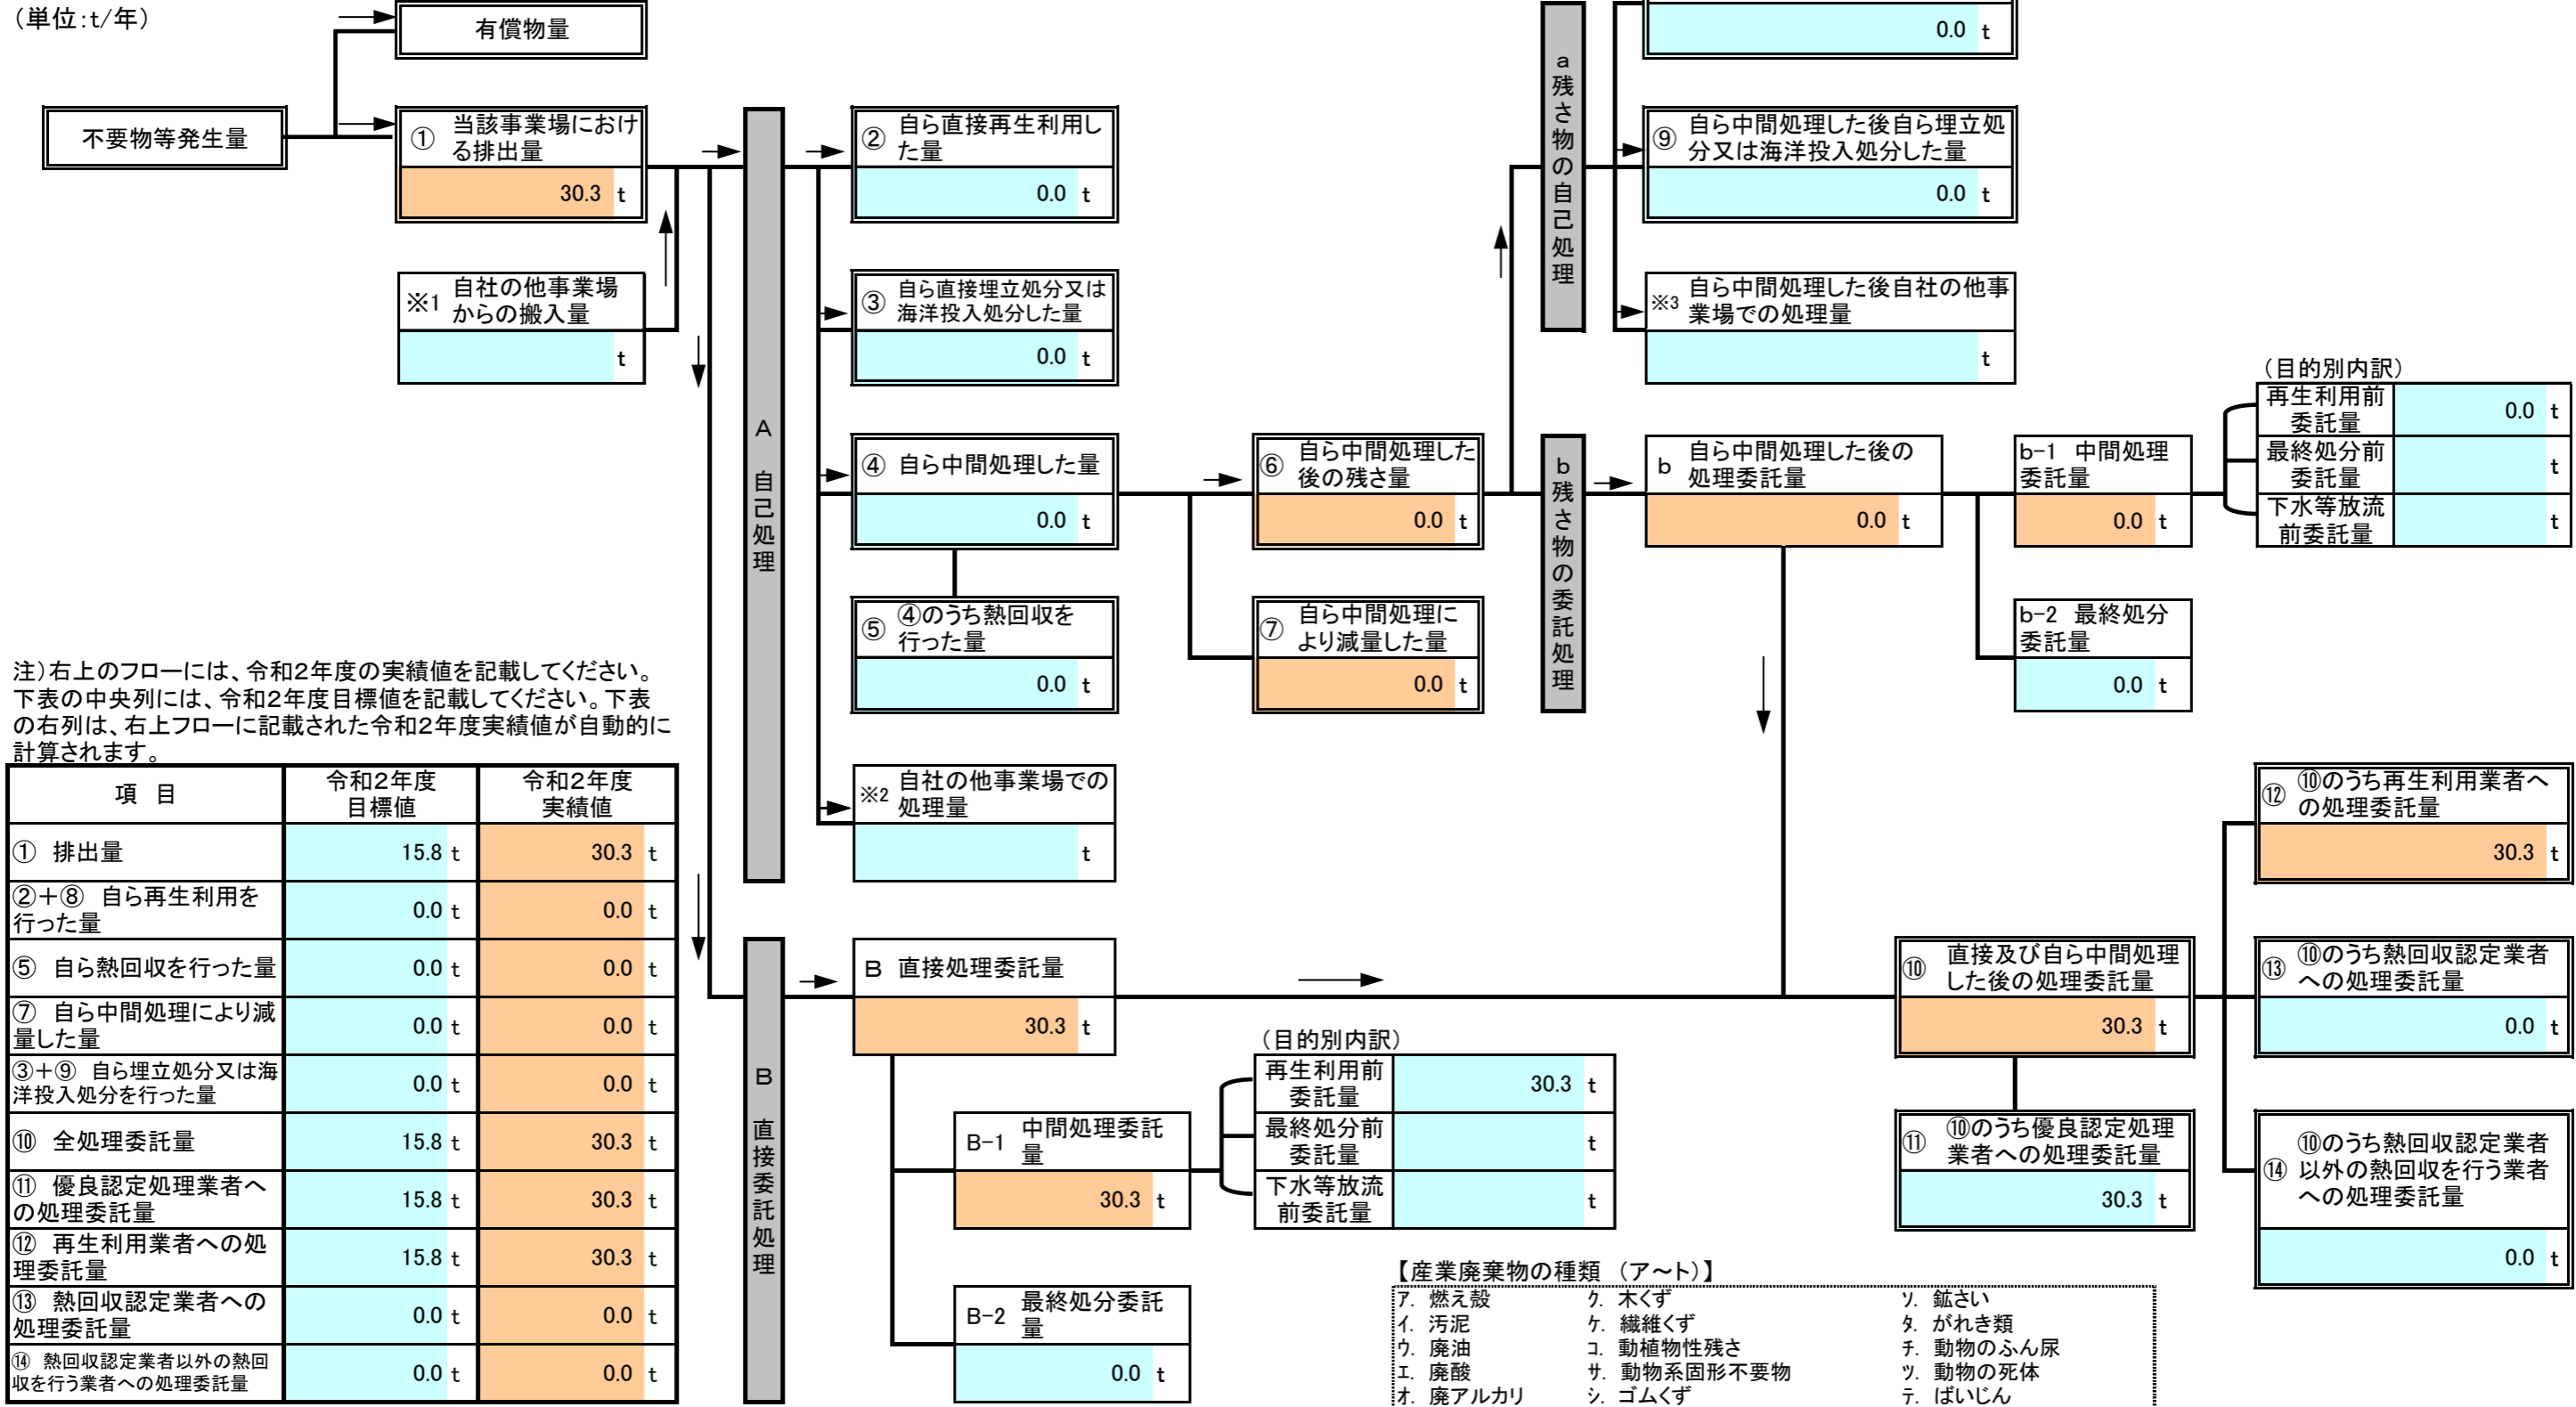 （単位：t/年）
有償物量
不要物等発生量
① 当該事業場におけ
る排出量
30.3 t
※1 自社の他事業場
からの搬入量
t
A 自己処理
② 自ら直接再生利用し
た量
0.0 t
③ 自ら直接埋立処分又は
海洋投入処分した量
0.0 t
④ 自ら中間処理した量
0.0 t
⑤ ④のうち熱回収を
行った量
0.0 t
※2 自社の他事業場での
処理量
t
⑥ 自ら中間処理した
後の残さ量
0.0 t
⑦ 自ら中間処理に
より減量した量
0.0 t
a 残さ物の自己処理
0.0 t
⑨ 自ら中間処理した後自ら埋立処
分又は海洋投入処分した量
0.0 t
※3 自ら中間処理した後自社の他事
業場での処理量
t
b 残さ物の委託処理
b 自ら中間処理した後の
処理委託量
0.0 t
b-1 中間処理
委託量
0.0 t
b-2 最終処分
委託量
0.0 t
（目的別内訳）
再生利用前
委託量
0.0 t
最終処分前
委託量
t
下水等放流
前委託量
t
注）右上のフローには、令和２年度の実績値を記載してください。
下表の中央列には、令和２年度目標値を記載してください。下表
の右列は、右上フローに記載された令和２年度実績値が自動的に
計算されます。
項 目
令和２年度
目標値
令和２年度
実績値
① 排出量 15.8 t 30.3 t
②＋⑧ 自ら再生利用を
行った量 0.0 t 0.0 t
⑤ 自ら熱回収を行った量 0.0 t 0.0 t
⑦ 自ら中間処理により減
量した量 0.0 t 0.0 t
③＋⑨ 自ら埋立処分又は海
洋投入処分を行った量 0.0 t 0.0 t
⑩ 全処理委託量 15.8 t 30.3 t
⑪ 優良認定処理業者へ
の処理委託量 15.8 t 30.3 t
⑫ 再生利用業者への処
理委託量 15.8 t 30.3 t
⑬ 熱回収認定業者への
処理委託量 0.0 t 0.0 t
⑭ 熱回収認定業者以外の熱回
収を行う業者への処理委託量 0.0 t 0.0 t
B 直接委託処理
B 直接処理委託量
30.3 t
B-1 中間処理委託
量
30.3 t
B-2 最終処分委託
量
0.0 t
（目的別内訳）
再生利用前
委託量
30.3 t
最終処分前
委託量
t
下水等放流
前委託量
t
⑩ 直接及び自ら中間処理
した後の処理委託量
30.3 t
⑪ ⑩のうち優良認定処理
業者への処理委託量
30.3 t
⑫ ⑩のうち再生利用業者へ
の処理委託量
30.3 t
⑬ ⑩のうち熱回収認定業者
への処理委託量
0.0 t
⑭ ⑩のうち熱回収認定業者
以外の熱回収を行う業者
への処理委託量
0.0 t
【産業廃棄物の種類 （ア～ト）】
ア. 燃え殻 ク. 木くず ソ. 鉱さい
イ. 汚泥 ケ. 繊維くず タ. がれき類
ウ. 廃油 コ. 動植物性残さ チ. 動物のふん尿
エ. 廃酸 サ. 動物系固形不要物 ツ. 動物の死体
オ. 廃アルカリ シ. ゴムくず テ. ばいじん